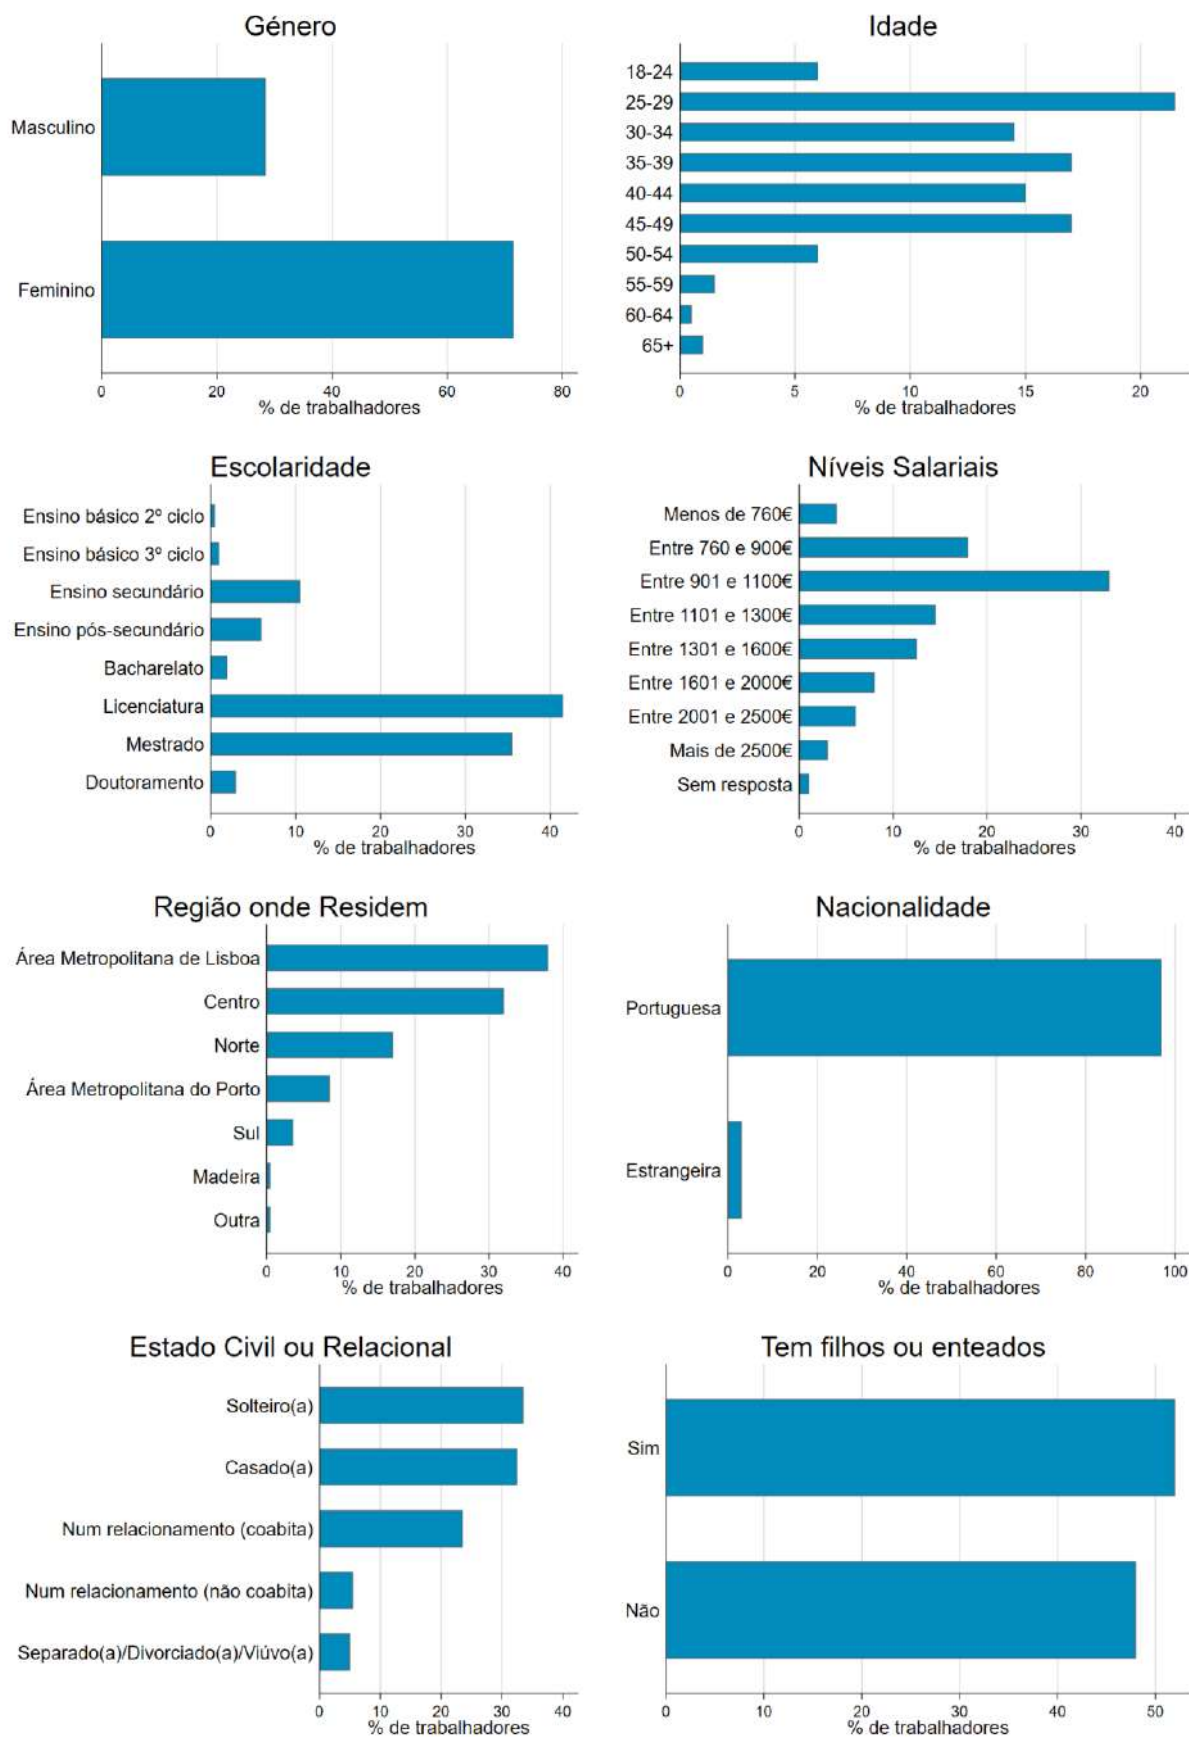 Género
Masculino
Feminino
0 20 40 60 80
% de trabalhadores
Idade
18-24
25-29
30-34
35-39
40-44
45-49
50-54
55-59
60-64
65+
0 5 10 15 20
% de trabalhadores
Escolaridade
Ensino básico 2º ciclo
Ensino básico 3º ciclo
Ensino secundário
Ensino pós-secundário
Bacharelato
Licenciatura
Mestrado
Doutoramento
0 10 20 30 40
% de trabalhadores
Níveis Salariais
Menos de 760€
Entre 760 e 900€
Entre 901 e 1100€
Entre 1101 e 1300€
Entre 1301 e 1600€
Entre 1601 e 2000€
Entre 2001 e 2500€
Mais de 2500€
Sem resposta
0 10 20 30 40
% de trabalhadores
Região onde Residem
Área Metropolitana de Lisboa
Centro
Norte
Área Metropolitana do Porto
Sul
Madeira
Outra
0 10 20 30 40
% de trabalhadores
Nacionalidade
Portuguesa
Estrangeira
0 20 40 60 80 100
% de trabalhadores
Estado Civil ou Relacional
Solteiro(a)
Casado(a)
Num relacionamento (coabita)
Num relacionamento (não coabita)
Separado(a)/Divorciado(a)/Viúvo(a)
0 10 20 30 40
% de trabalhadores
Tem filhos ou enteados
Sim
Não
0 10 20 30 40 50
% de trabalhadores